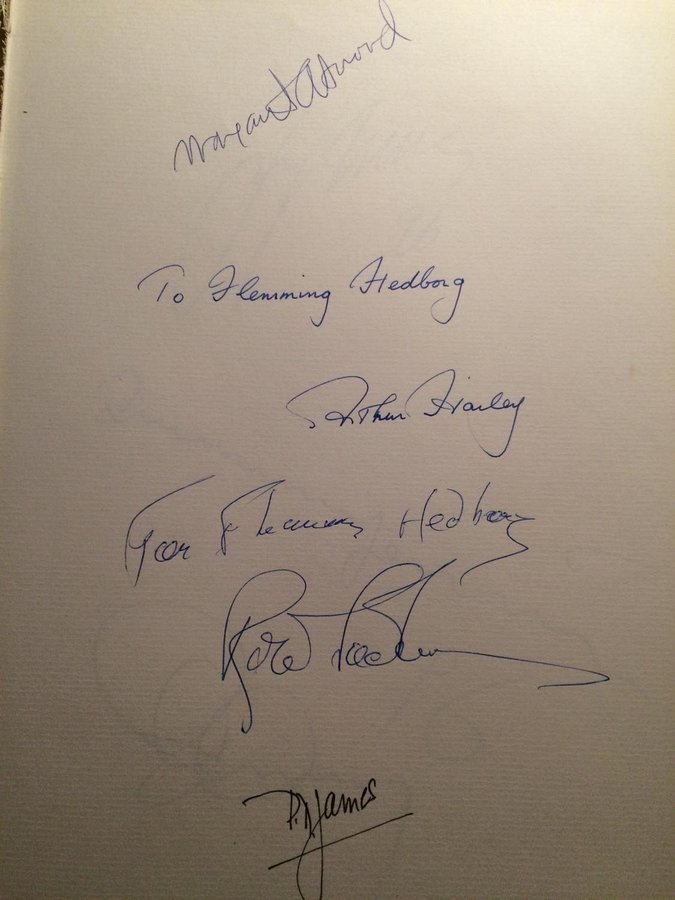 Margaret Atwood
To Flemming Hedborg
Arthur Hailey
For Flemming Hedborg
P.D. James